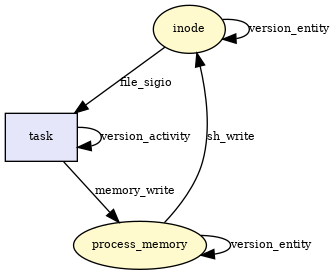 inode
version_entity
file_sigio
task
version_activity
sh_write
memory_write
process_memory
version_entity